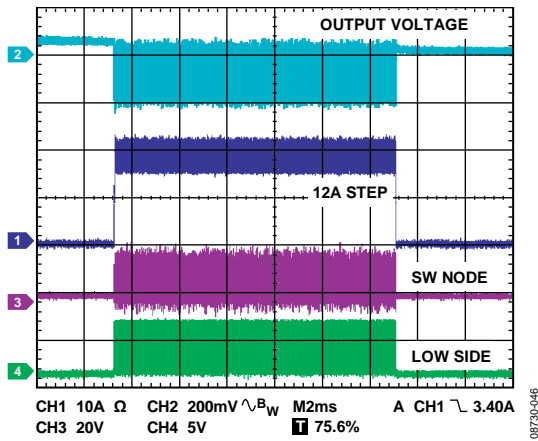 OUTPUT VOLTAGE
2
12A STEP
1
SW NODE
3
LOW SIDE
4
CH1 10A Ω CH2 200mV ∿BW M2ms A CH1 ⹂ 3.40A
CH3 20V CH4 5V T 75.6%
08730-046